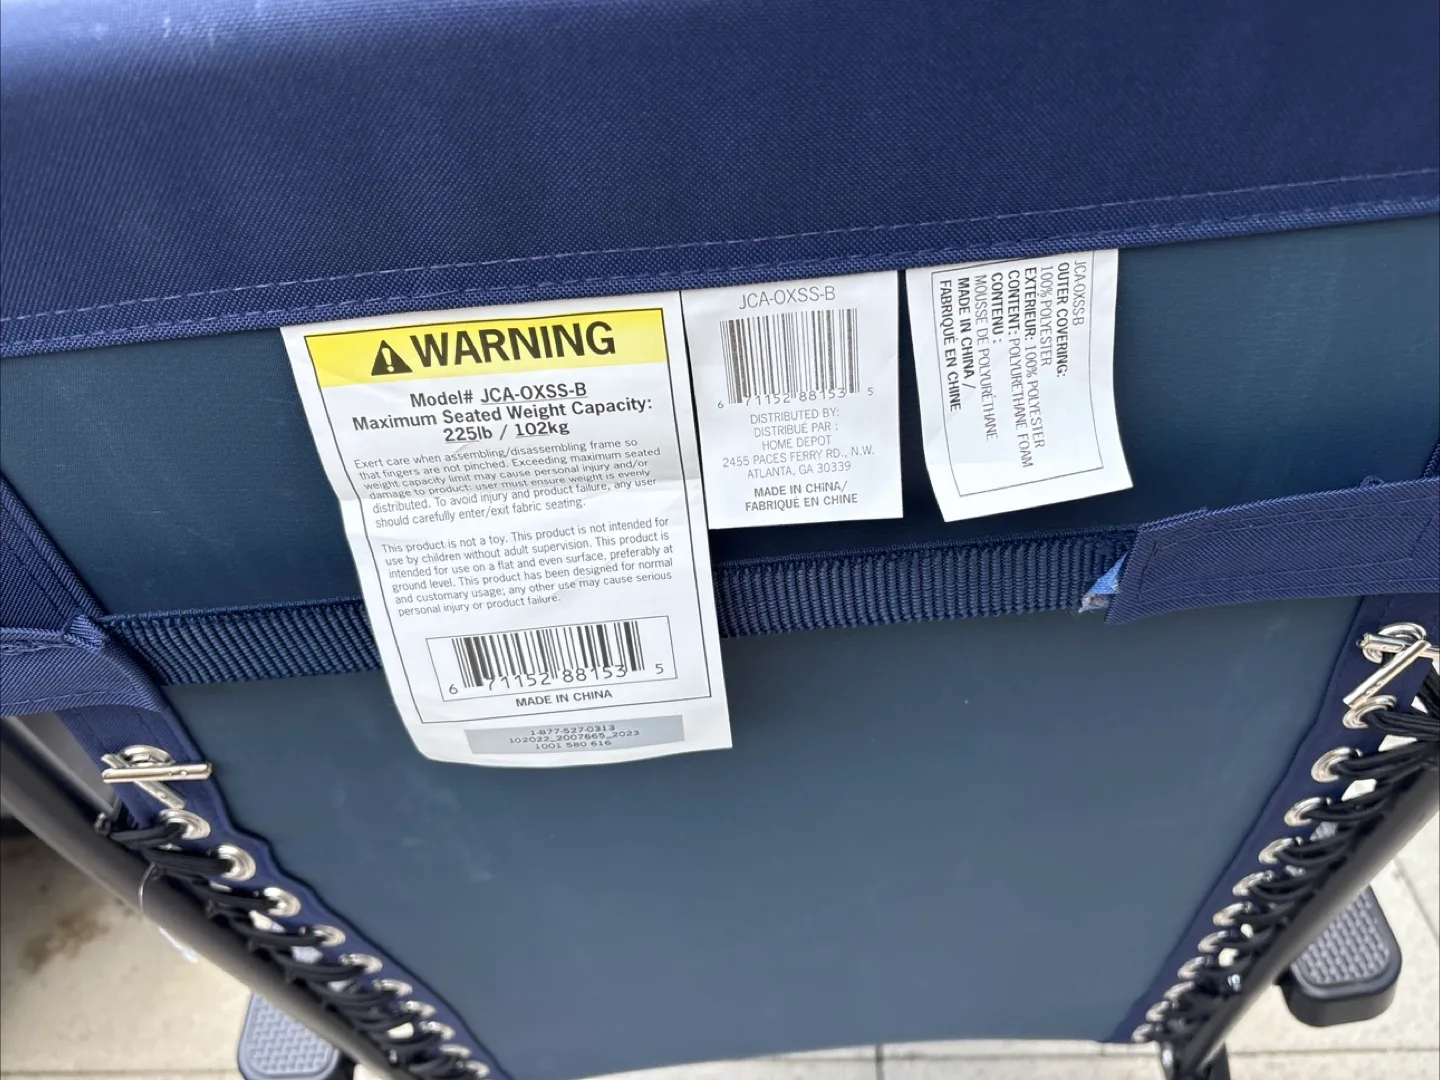 WARNING
Model# JCA-OXSS-B
Maximum Seated Weight Capacity:
225lb / 102kg
Exert care when assembling/disassembling frame so
that fingers are not pinched. Exceeding maximum seated
weight capacity limit may cause personal injury and/or
damage to product: user must ensure weight is evenly
distributed. To avoid injury and product failure, any user
should carefully enter/exit fabric seating.
This product is not a toy. This product is not intended for
use by children without adult supervision. This product is
intended for use on a flat and even surface, preferably at
ground level. This product has been designed for normal
and customary usage; any other use may cause serious
personal injury or product failure.
6 71152 88153 5
MADE IN CHINA
1-877-527-0313
102022_2007665_2023
1001 580 616
JCA-OXSS-B
6 71152 88153 5
DISTRIBUTED BY:
DISTRIBUÉ PAR :
HOME DEPOT
2455 PACES FERRY RD., N.W.
ATLANTA, GA 30339
MADE IN CHINA/
FABRIQUÉ EN CHINE
JCA-OXSS-B
OUTER COVERING:
100% POLYESTER
EXTERIEUR: 100% POLYESTER
CONTENT: POLYURETHANE FOAM
CONTENU :
MOUSSE DE POLYURÉTHANE
MADE IN CHINA /
FABRIQUÉ EN CHINE